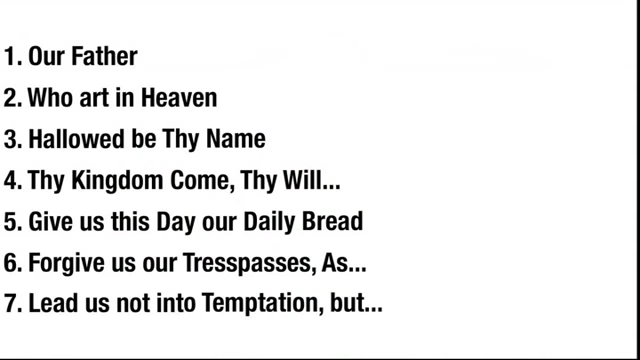 1. Our Father
2. Who art in Heaven
3. Hallowed be Thy Name
4. Thy Kingdom Come, Thy Will...
5. Give us this Day our Daily Bread
6. Forgive us our Tresspasses, As...
7. Lead us not into Temptation, but...